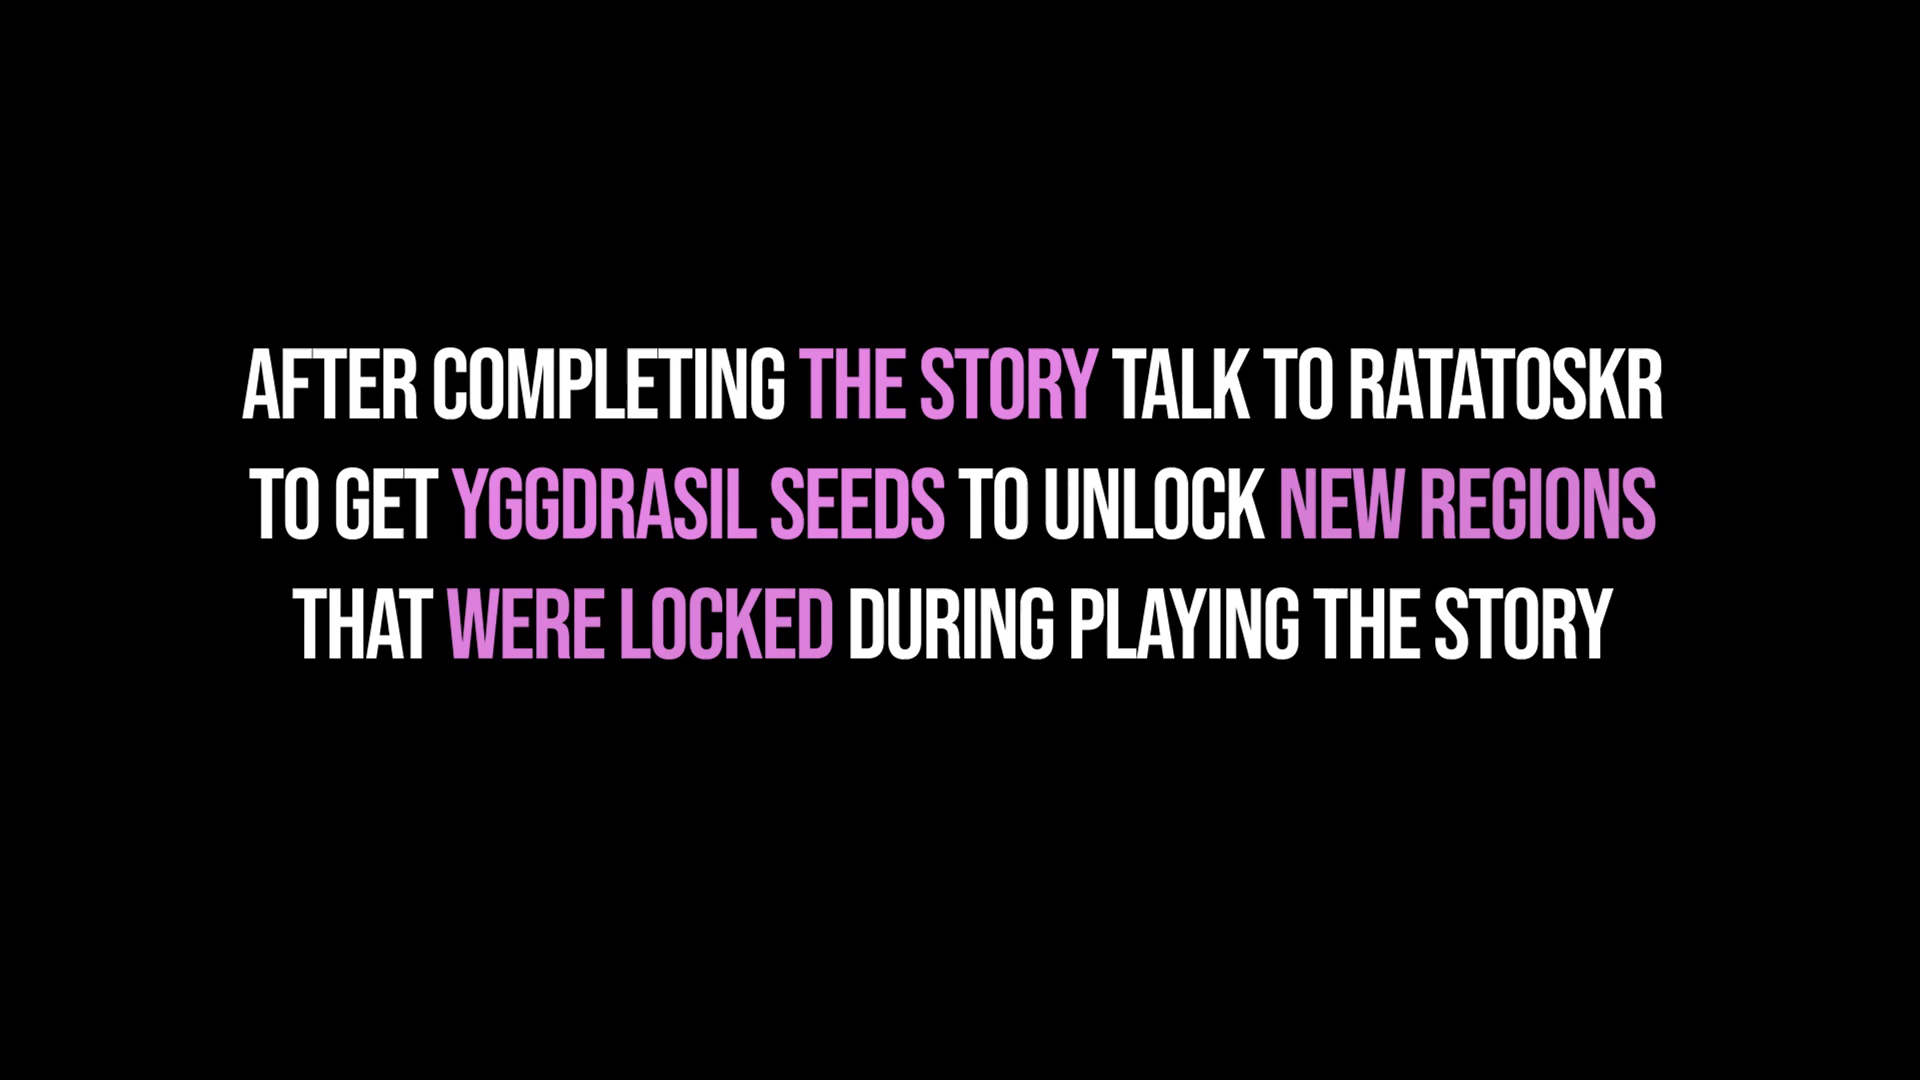 AFTER COMPLETING THE STORY TALK TO RATATOSKR
TO GET YGGDRASIL SEEDS TO UNLOCK NEW REGIONS
THAT WERE LOCKED DURING PLAYING THE STORY